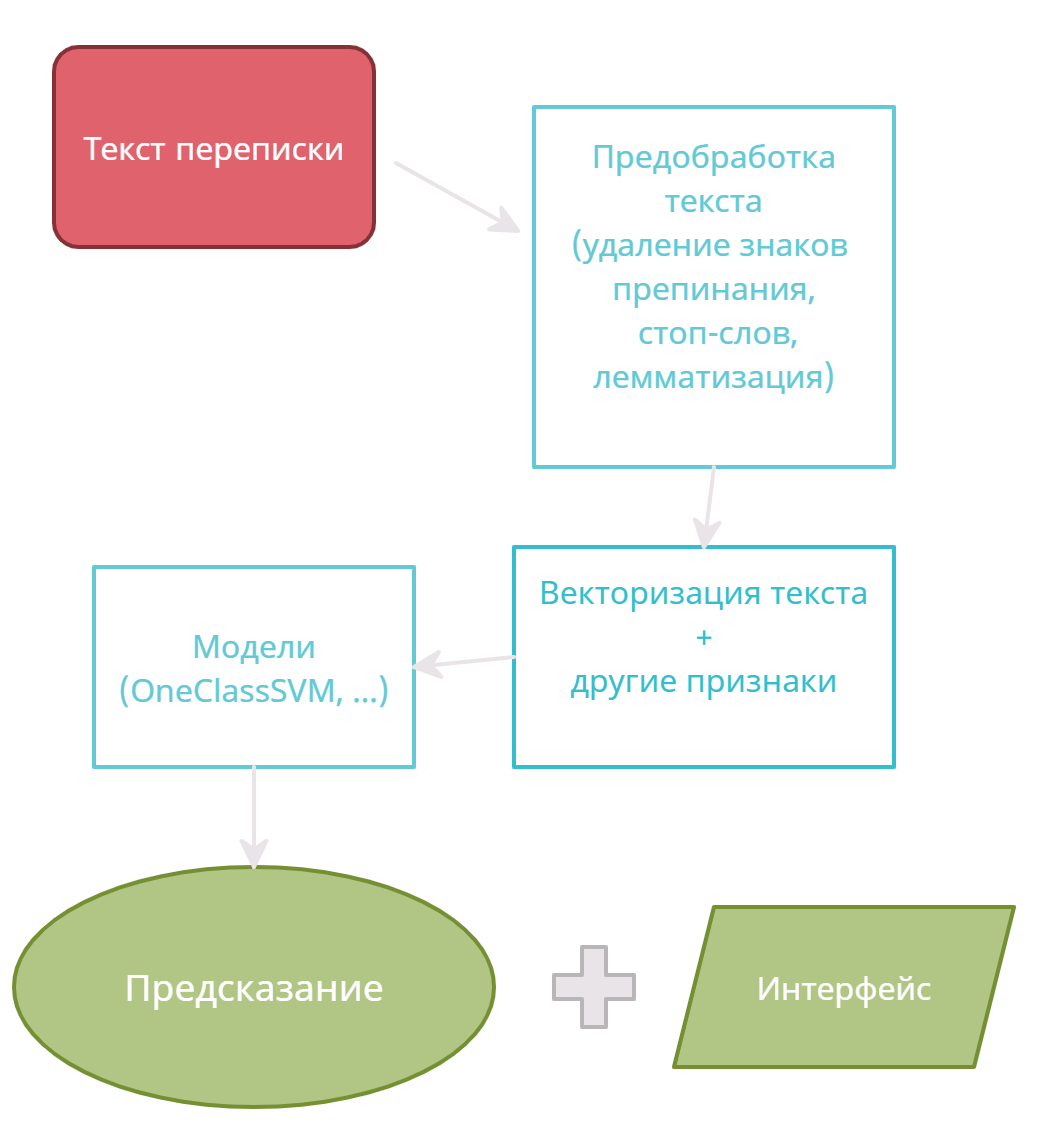 Текст переписки
Предобработка
текста
(удаление знаков
препинания,
стоп-слов,
лемматизация)
Векторизация текста
+
другие признаки
Модели
(OneClassSVM, ...)
Предсказание
Интерфейс